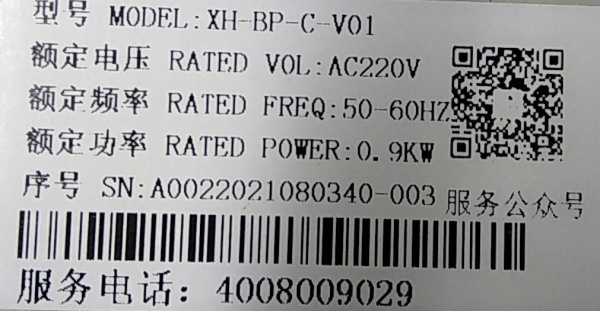 型号 MODEL:XH-BP-C-V01
额定电压 RATED VOL:AC220V
额定频率 RATED FREQ:50-60HZ
额定功率 RATED POWER:0.9KW
序号 SN:A0022021080340-003
服务公众号
服务电话：4008009029